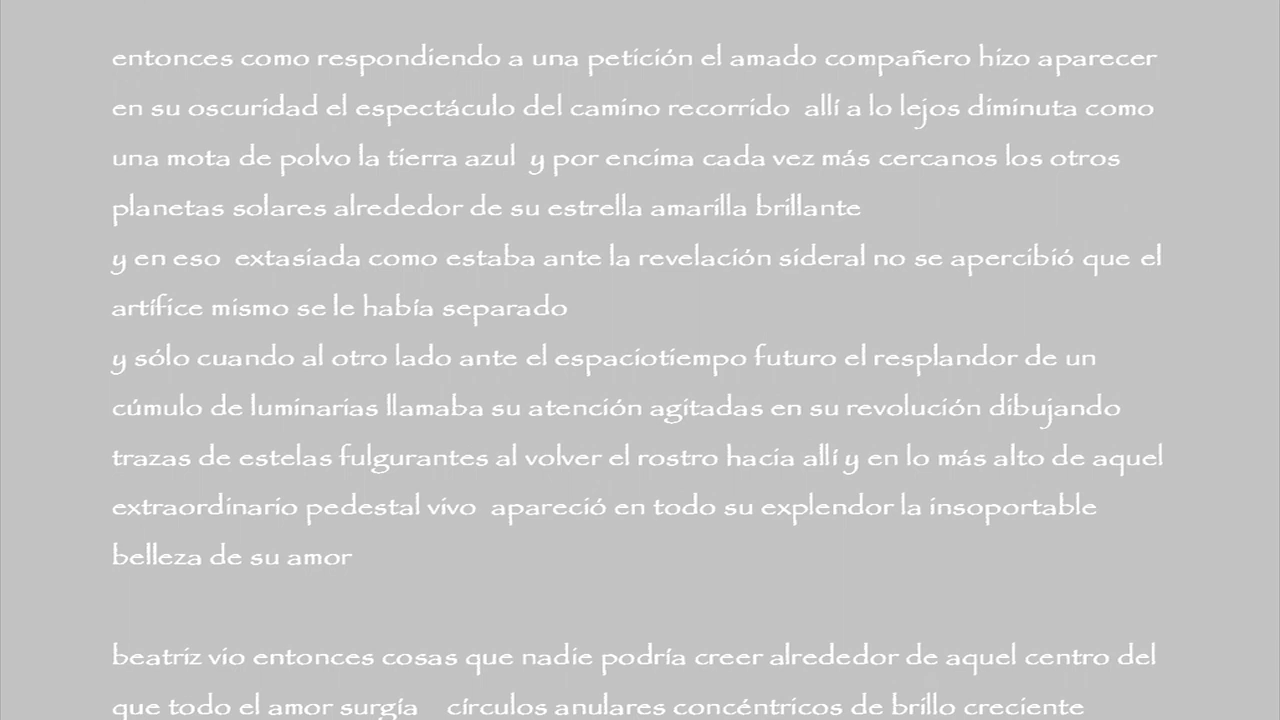 entonces como respondiendo a una petición el amado compañero hizo aparecer
en su oscuridad el espectáculo del camino recorrido  allí a lo lejos diminuta como
una mota de polvo la tierra azul  y por encima cada vez más cercanos los otros
planetas solares alrededor de su estrella amarilla brillante
y en eso  extasiada como estaba ante la revelación sideral no se apercibió que el
artífice mismo se le había separado
y sólo cuando al otro lado ante el espaciotiempo futuro el resplandor de un
cúmulo de luminarias llamaba su atención agitadas en su revolución dibujando
trazas de estelas fulgurantes al volver el rostro hacia allí y en lo más alto de aquel
extraordinario pedestal vivo  apareció en todo su explendor la insoportable
belleza de su amor
beatriz vio entonces cosas que nadie podría creer alrededor de aquel centro del
que todo el amor surgía    círculos anulares concéntricos de brillo creciente